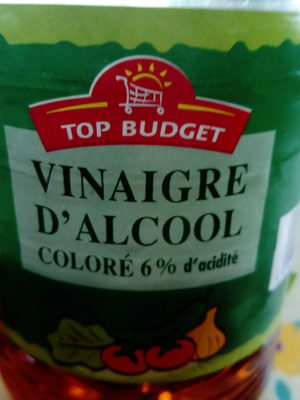 TOP BUDGET
VINAIGRE
D'ALCOOL
COLORÉ 6% d'acidité